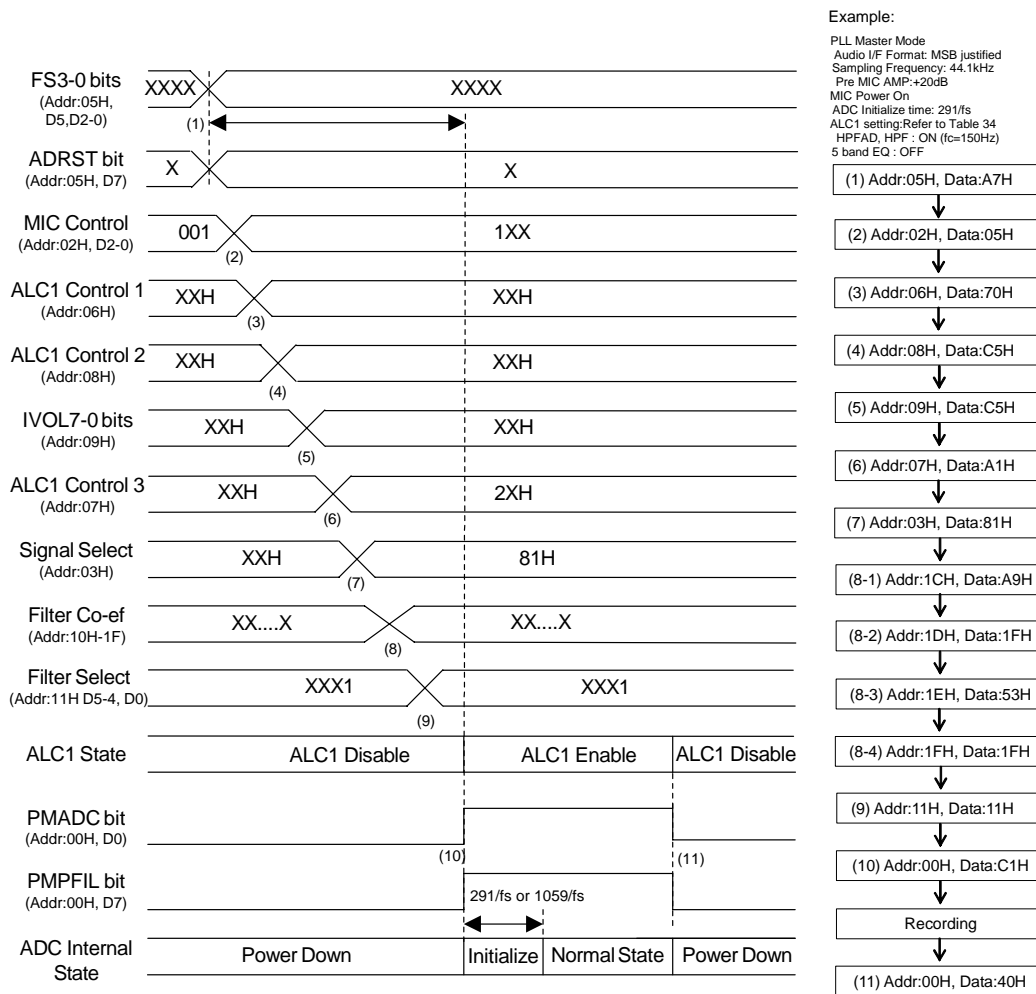 Example:
PLL Master Mode
Audio I/F Format: MSB justified
Sampling Frequency: 44.1kHz
Pre MIC AMP:+20dB
MIC Power On
ADC Initialize time: 291/fs
ALC1 setting:Refer to Table 34
HPFAD, HPF : ON (fc=150Hz)
5 band EQ : OFF
FS3-0 bits
(Addr:05H,
D5,D2-0)
XXXX
XXXX
(1)
ADRST bit
(Addr:05H, D7)
X
X
MIC Control
(Addr:02H, D2-0)
001
1XX
(2)
ALC1 Control 1
(Addr:06H)
XXH
XXH
(3)
ALC1 Control 2
(Addr:08H)
XXH
XXH
(4)
IVOL7-0 bits
(Addr:09H)
XXH
XXH
(5)
ALC1 Control 3
(Addr:07H)
XXH
2XH
(6)
Signal Select
(Addr:03H)
XXH
81H
(7)
Filter Co-ef
(Addr:10H-1F)
XX....X
XX....X
(8)
Filter Select
(Addr:11H D5-4, D0)
XXX1
XXX1
(9)
ALC1 State
ALC1 Disable
ALC1 Enable
ALC1 Disable
PMADC bit
(Addr:00H, D0)
(10)
(11)
PMPFIL bit
(Addr:00H, D7)
291/fs or 1059/fs
ADC Internal
State
Power Down
Initialize
Normal State
Power Down
(1) Addr:05H, Data:A7H
(2) Addr:02H, Data:05H
(3) Addr:06H, Data:70H
(4) Addr:08H, Data:C5H
(5) Addr:09H, Data:C5H
(6) Addr:07H, Data:A1H
(7) Addr:03H, Data:81H
(8-1) Addr:1CH, Data:A9H
(8-2) Addr:1DH, Data:1FH
(8-3) Addr:1EH, Data:53H
(8-4) Addr:1FH, Data:1FH
(9) Addr:11H, Data:11H
(10) Addr:00H, Data:C1H
Recording
(11) Addr:00H, Data:40H